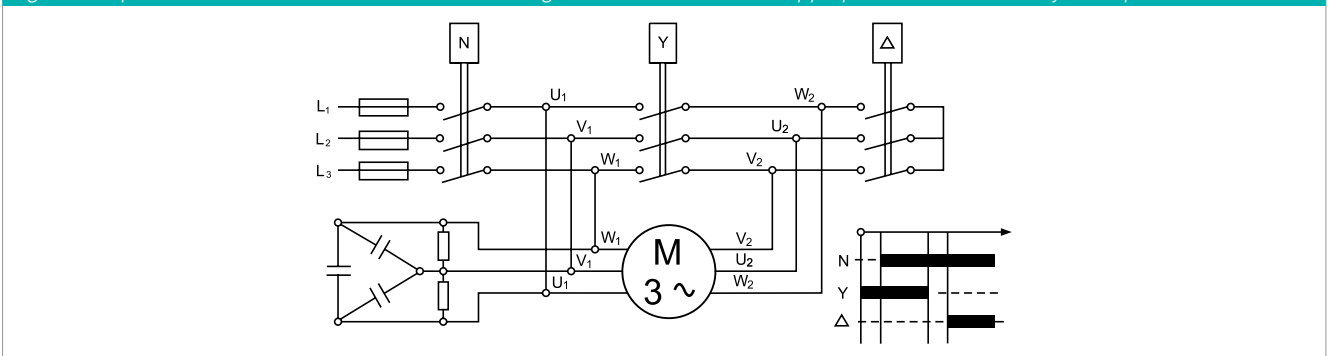 N Y △
L₁ U₁ W₂
L₂ V₁ U₂
L₃ W₁ V₂
W₁ V₂
V₁ M U₂
U₁ 3 ~ W₂
N
Y
△